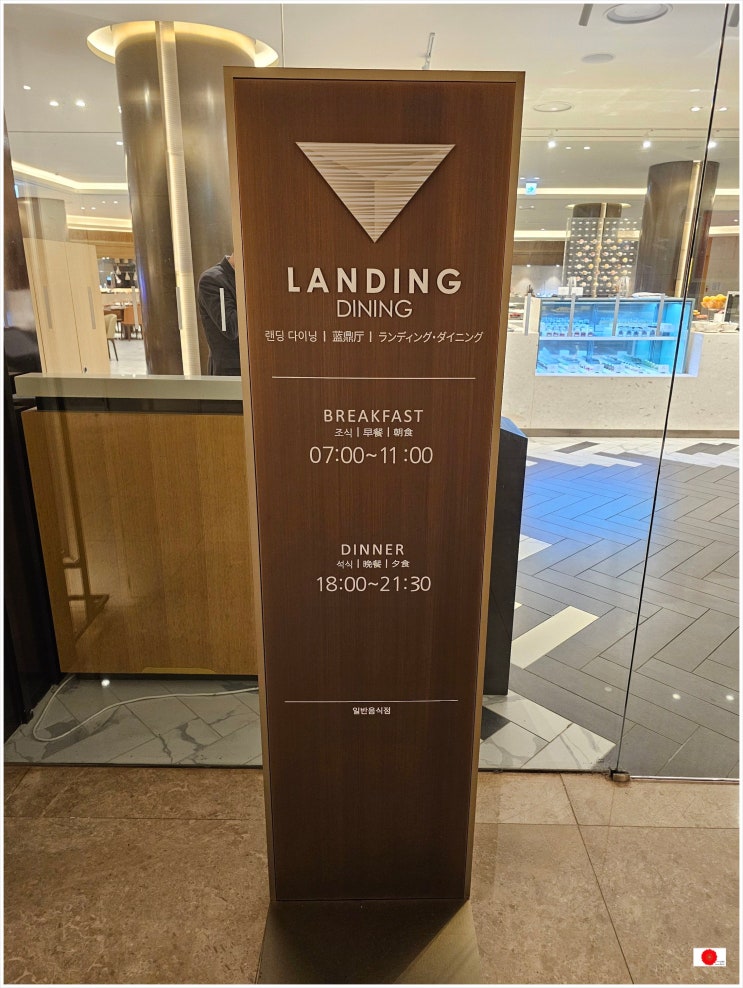 LANDING
DINING
랜딩 다이닝 | 蓝鼎厅 | ランディング・ダイニング
BREAKFAST
조식 | 早餐 | 朝食
07:00~11:00
DINNER
석식 | 晚餐 | 夕食
18:00~21:30
일반음식점